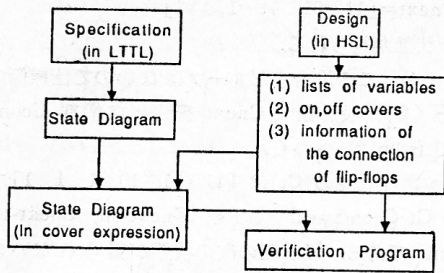 Specification
(in LTTL)
Design
(in HSL)
State Diagram
(1) lists of variables
(2) on,off covers
(3) information of
the connection
of flip-flops
State Diagram
(In cover expression)
Verification Program